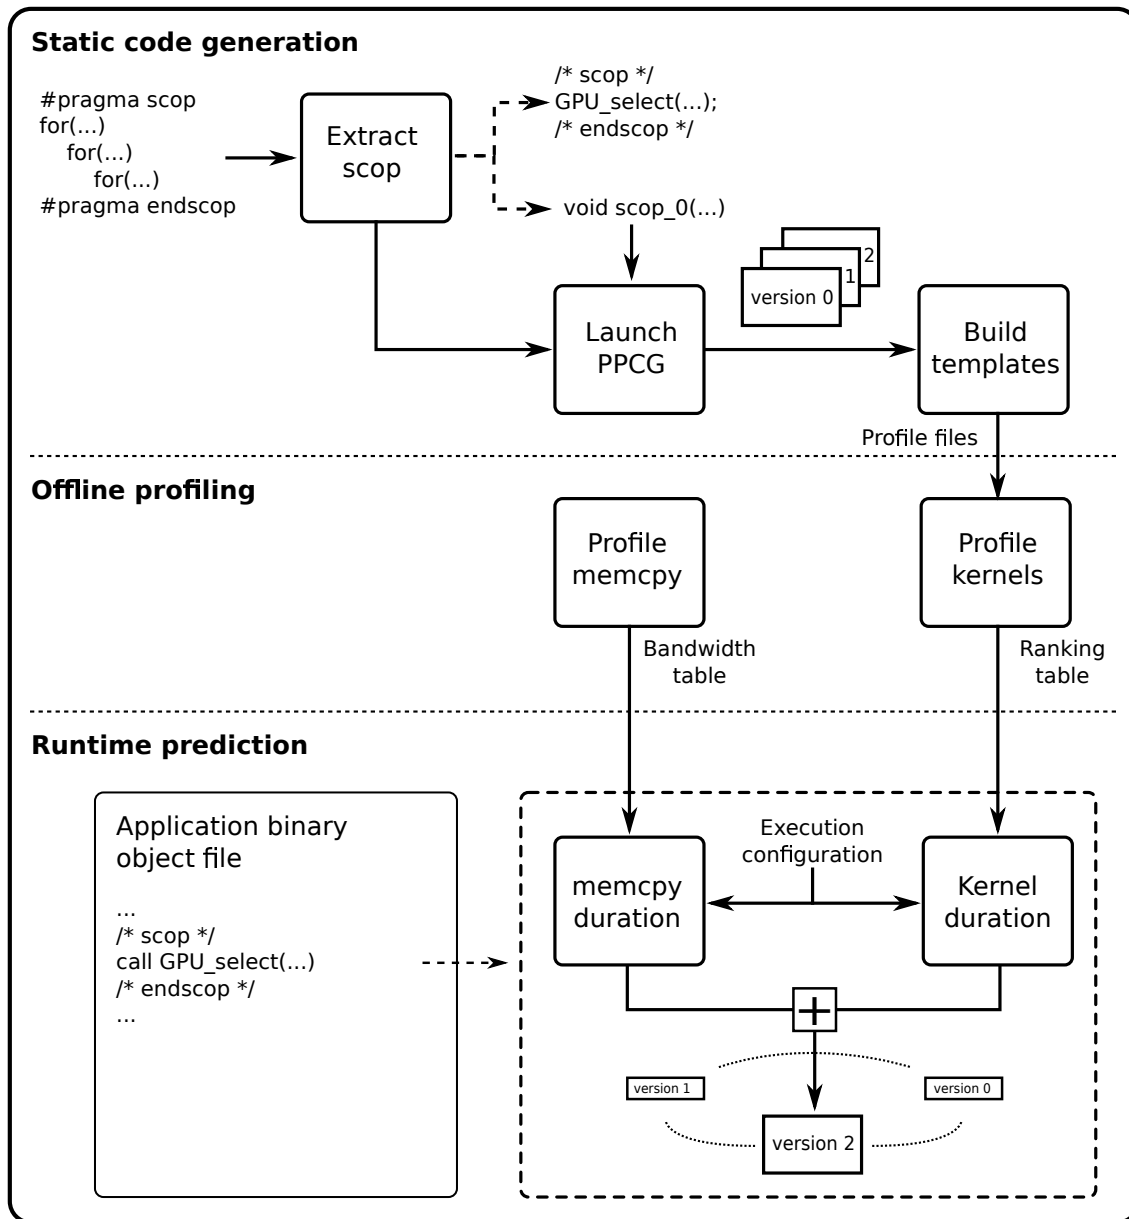 Static code generation
#pragma scop
for(...)
for(...)
for(...)
#pragma endscop
Extract
scop
/* scop */
GPU_select(...);
/* endscop */
void scop_0(...)
2
1
version 0
Launch
PPCG
Build
templates
Profile files
Offline profiling
Profile
memcpy
Profile
kernels
Bandwidth
table
Ranking
table
Runtime prediction
Application binary
object file
...
/* scop */
call GPU_select(...)
/* endscop */
...
Execution
configuration
memcpy
duration
Kernel
duration
+
version 1
version 0
version 2